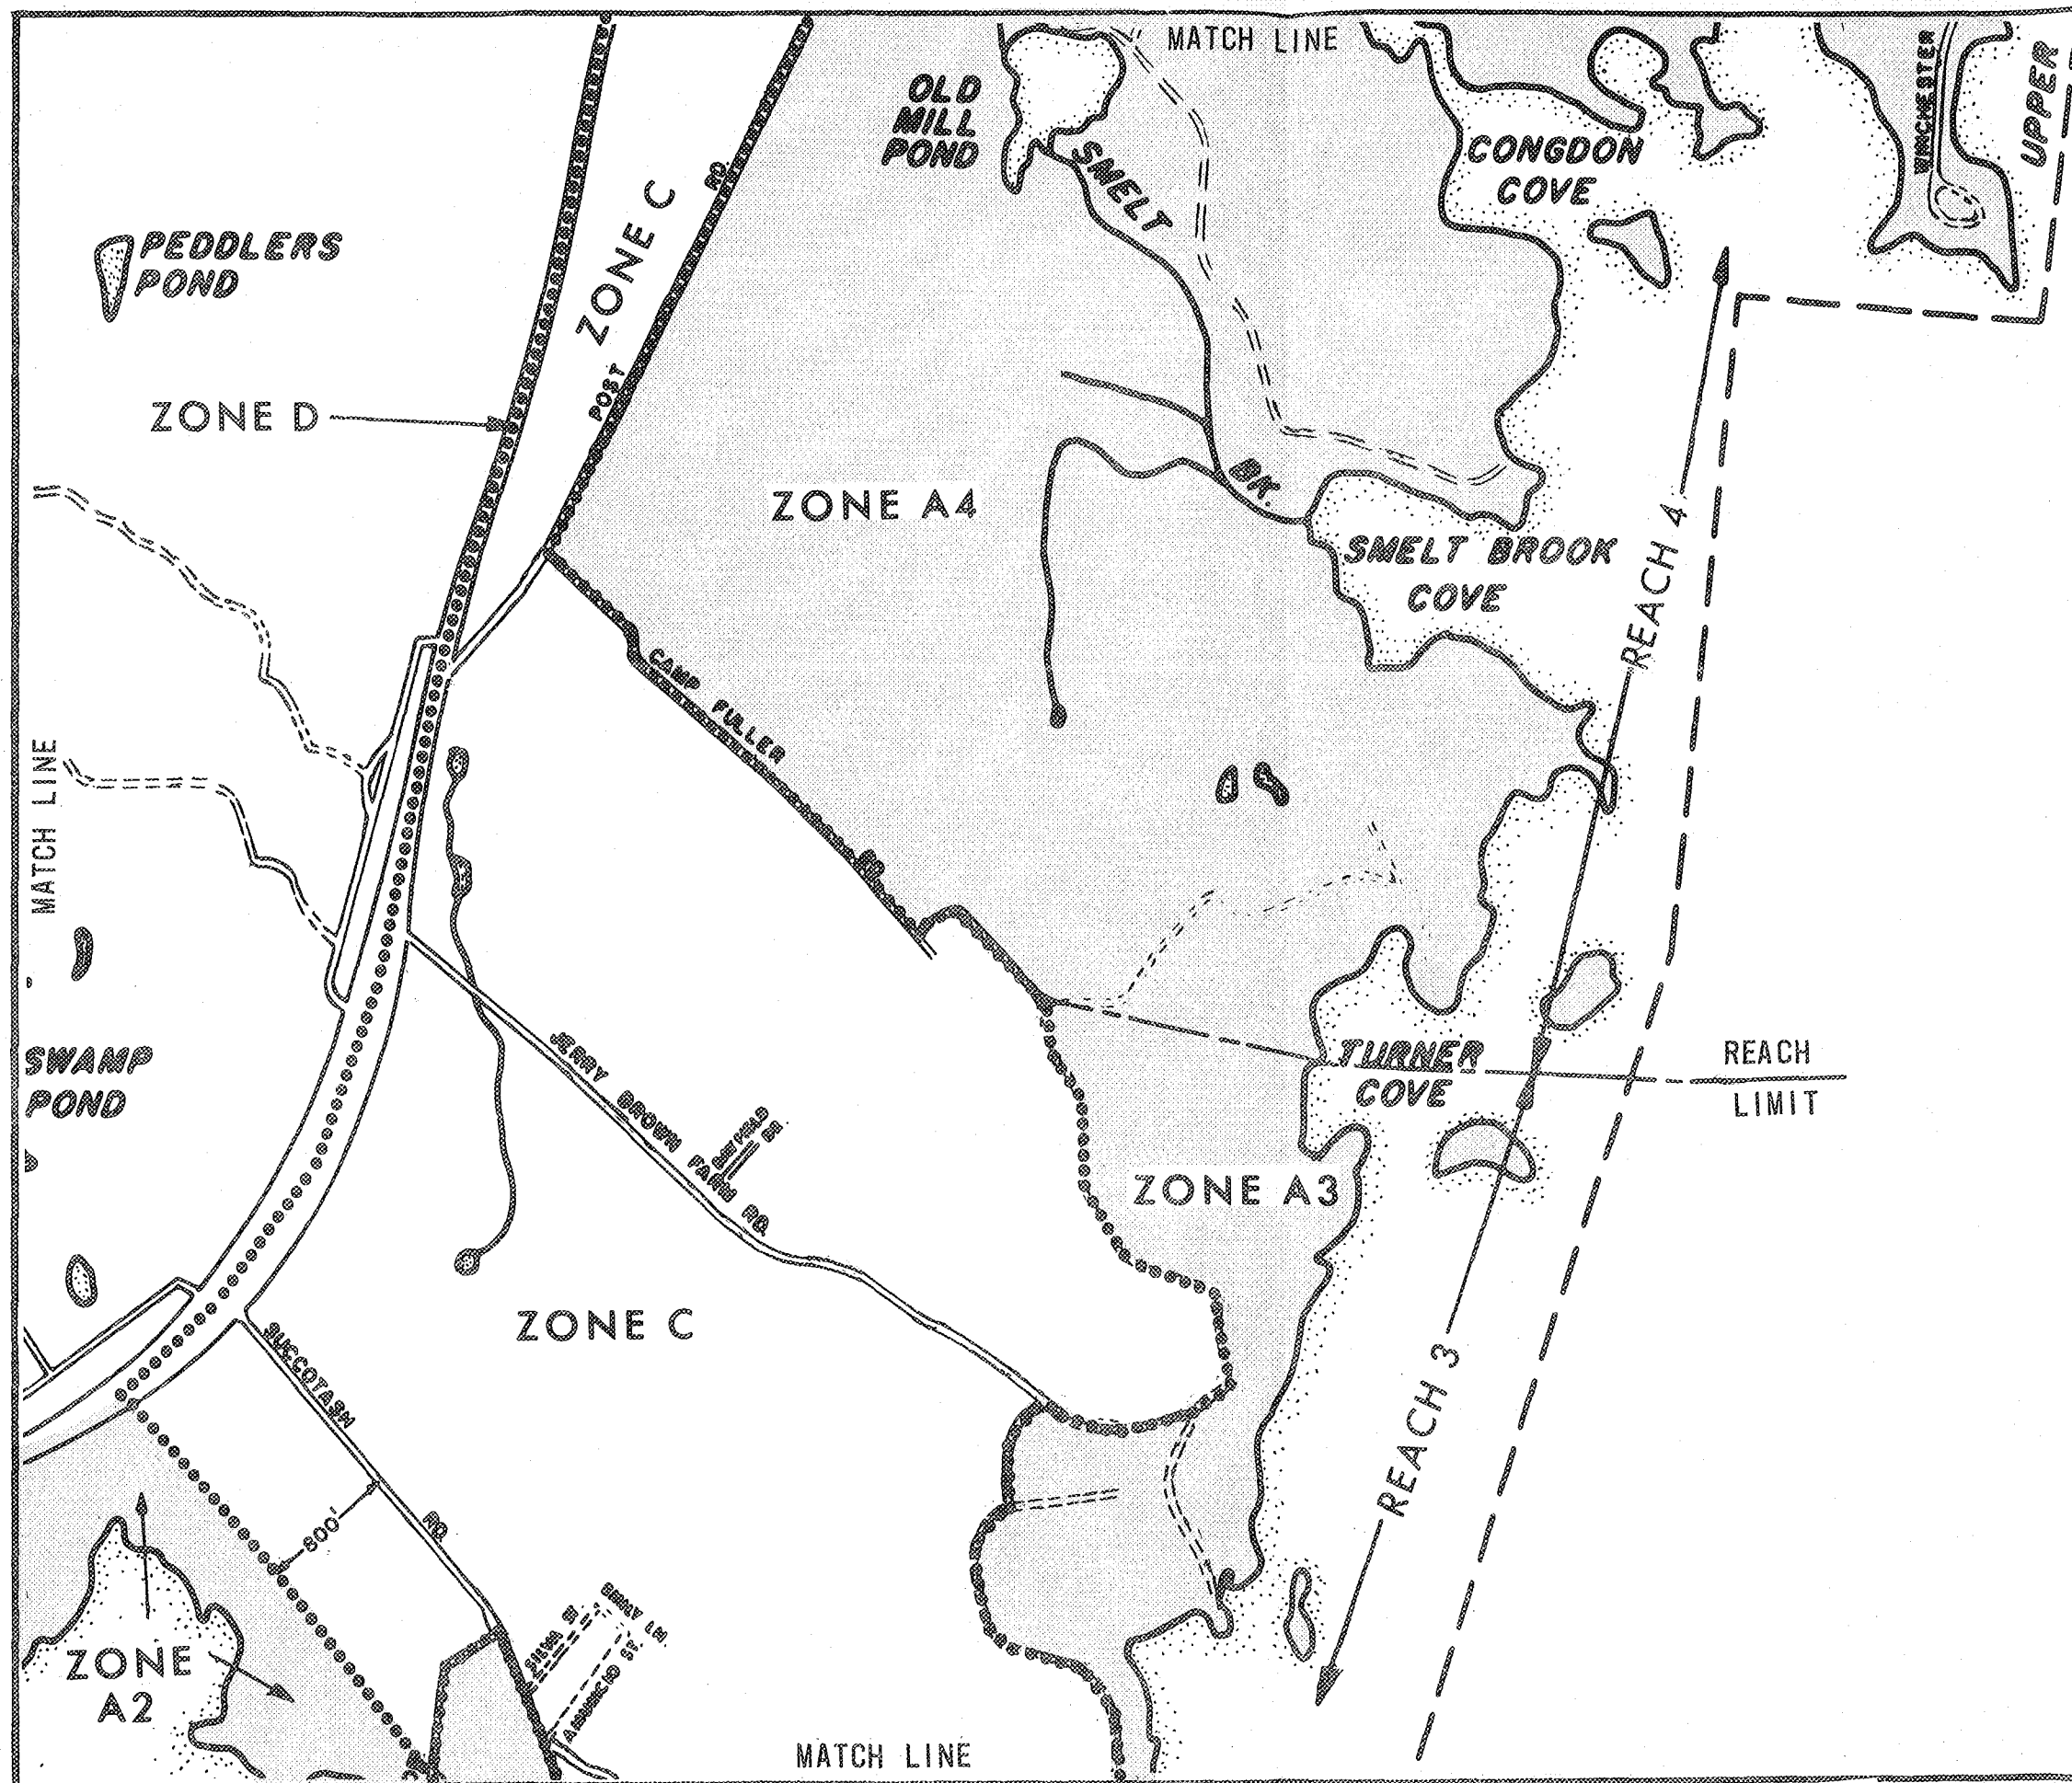 MATCH LINE
OLD
MILL
POND
SMELT
CONGDON
COVE
WINCHESTER
UPPER
PEDDLERS
POND
ZONE C
POST RD.
ZONE D
ZONE A4
BK.
SMELT BROOK
COVE
REACH 4
CAMP FULLER RD.
MATCH LINE
SWAMP
POND
JERRY BROWN FARM RD.
TURNER
COVE
REACH
LIMIT
ZONE A3
ZONE C
SUCCOTASH RD.
800'
REACH 3
ZONE
A2
SILVA
ST.
MATCH LINE